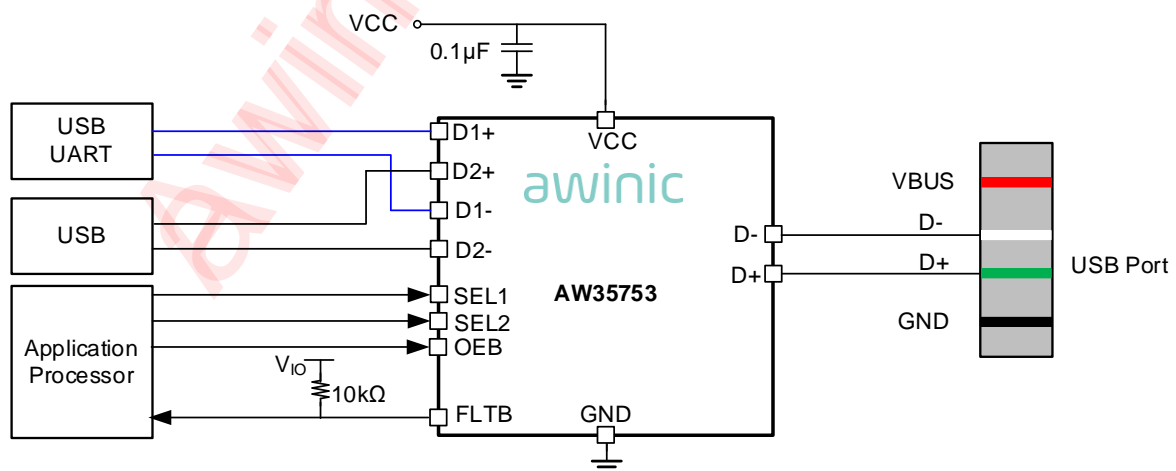 VCC
0.1μF
USB
UART
USB
Application
Processor
VIO
10kΩ
D1+
D2+
D1-
D2-
SEL1
SEL2
OEB
FLTB
VCC
awinic
AW35753
GND
D-
D+
VBUS
D-
D+
GND
USB Port
Awin